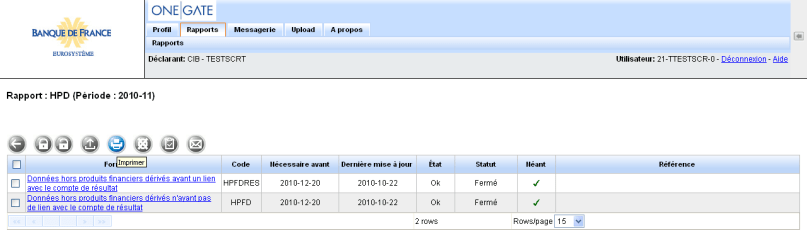 ONE GATE
BANQUE DE FRANCE
EUROSYSTÈME
Profil Rapports Messagerie Upload A propos
Rapports
Déclarant: CIB - TESTSCRT Utilisateur: 21-TTESTSCR-0 - Déconnexion - Aide
Rapport : HPD (Période : 2010-11)
Imprimer
For Code Nécessaire avant Dernière mise à jour État Statut Néant Référence
Données hors produits financiers dérivés ayant un lien
avec le compte de résultat
HPFDRES 2010-12-20 2010-10-22 Ok Fermé
Données hors produits financiers dérivés n'ayant pas
de lien avec le compte de résultat
HPFD 2010-12-20 2010-10-22 Ok Fermé
<< < > >> 2 rows Rows/page 15